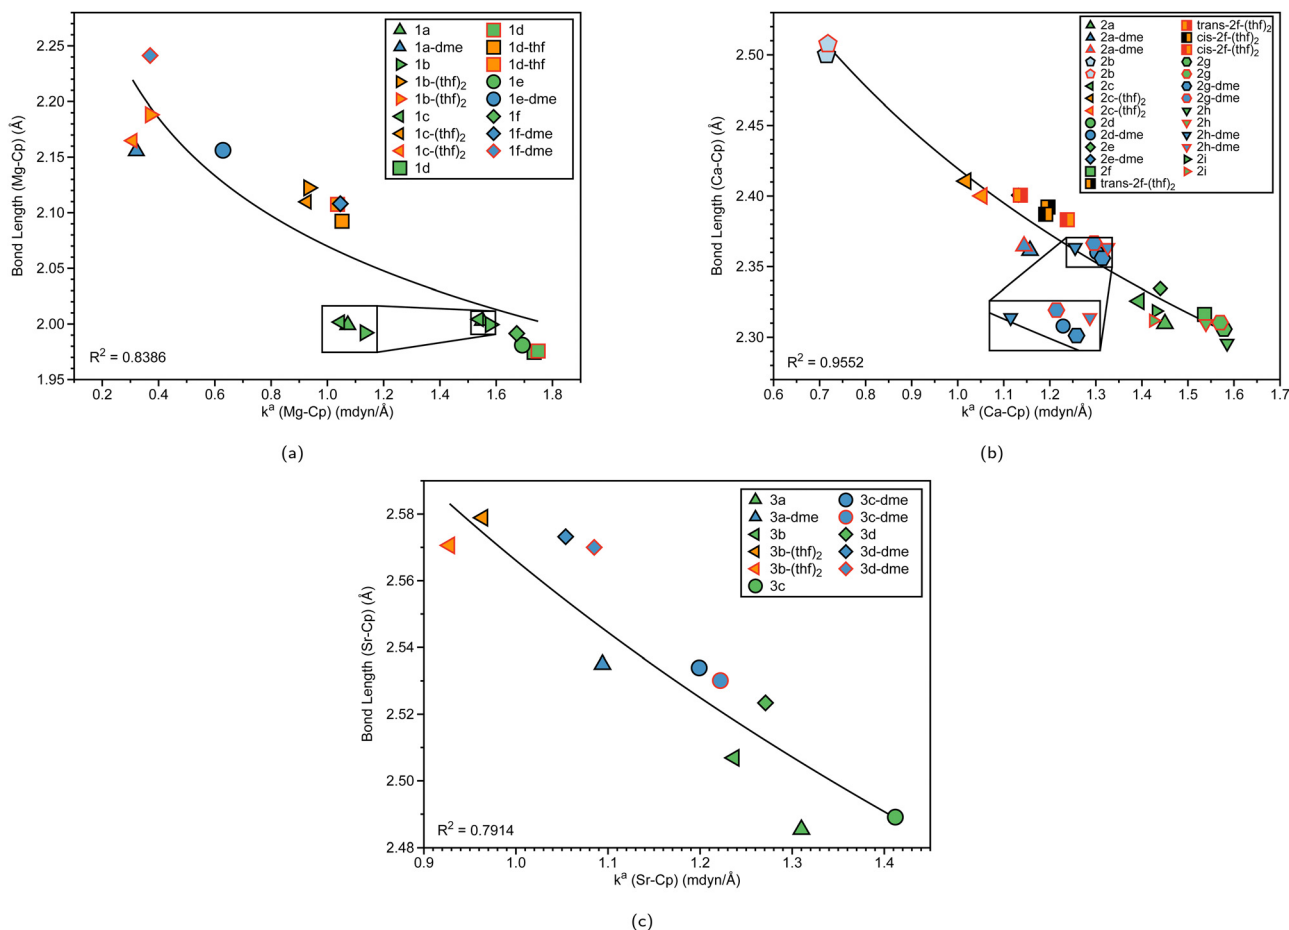 Bond Length (Mg-Cp) (Å)
2.25
2.20
2.15
2.10
2.05
2.00
1.95
0.2
0.4
0.6
0.8
1.0
1.2
1.4
1.6
1.8
kᵃ (Mg-Cp) (mdyn/Å)
R² = 0.8386
1a
1a-dme
1b
1b-(thf)₂
1b-(thf)₂
1c
1c-(thf)₂
1c-(thf)₂
1d
1d
1d-thf
1d-thf
1e
1e-dme
1f
1f-dme
1f-dme
(a)
Bond Length (Ca-Cp) (Å)
2.50
2.45
2.40
2.35
2.30
0.6
0.7
0.8
0.9
1.0
1.1
1.2
1.3
1.4
1.5
1.6
1.7
kᵃ (Ca-Cp) (mdyn/Å)
R² = 0.9552
2a
2a-dme
2a-dme
2b
2b
2c
2c-(thf)₂
2c-(thf)₂
2d
2d-dme
2e
2e-dme
2f
trans-2f-(thf)₂
trans-2f-(thf)₂
cis-2f-(thf)₂
cis-2f-(thf)₂
2g
2g
2g-dme
2g-dme
2h
2h
2h-dme
2h-dme
2i
2i
(b)
Bond Length (Sr-Cp) (Å)
2.58
2.56
2.54
2.52
2.50
2.48
0.9
1.0
1.1
1.2
1.3
1.4
kᵃ (Sr-Cp) (mdyn/Å)
R² = 0.7914
3a
3a-dme
3b
3b-(thf)₂
3b-(thf)₂
3c
3c-dme
3c-dme
3d
3d-dme
3d-dme
(c)